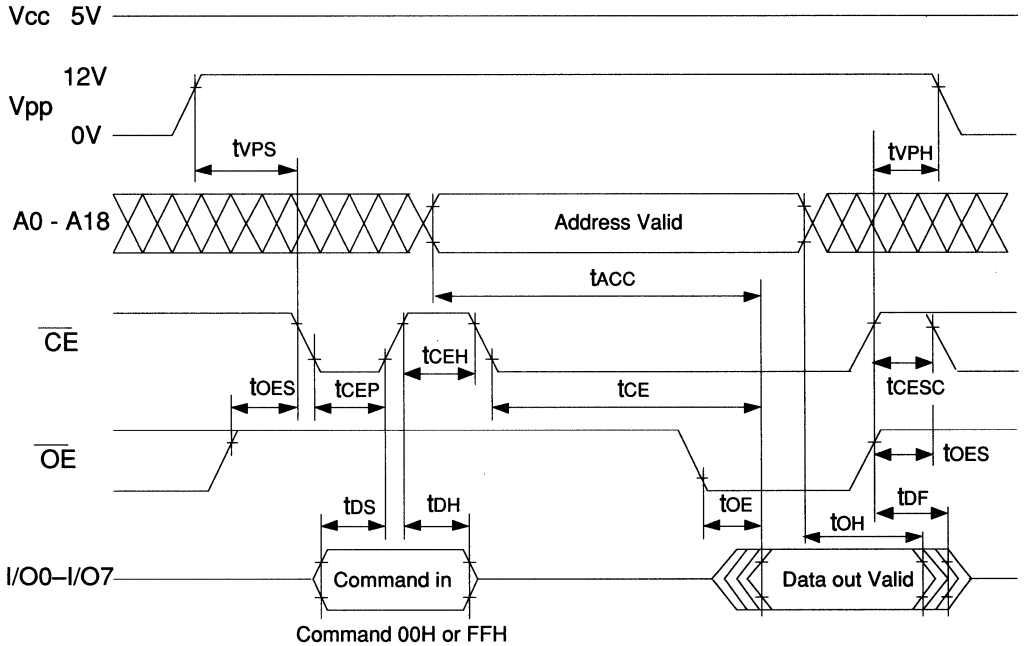 Vcc 5V
12V
Vpp
0V
tVPS
tVPH
A0 - A18
Address Valid
tACC
CE
tCEH
tOES
tCEP
tCE
tCESC
OE
tOES
tDS
tDH
tOE
tDF
tOH
I/O0–I/O7
Command in
Data out Valid
Command 00H or FFH